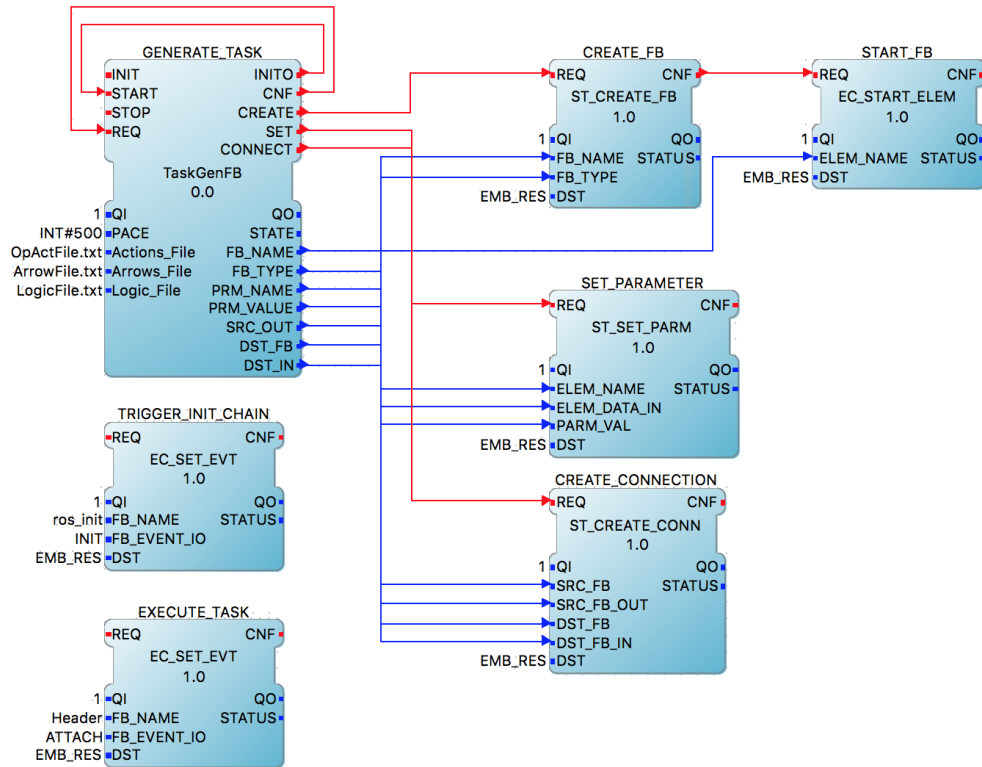 GENERATE_TASK
INIT INITO
START CNF
STOP CREATE
REQ SET
CONNECT
TaskGenFB
0.0
1 QI QO
INT#500 PACE STATE
OpActFile.txt Actions_File FB_NAME
ArrowFile.txt Arrows_File FB_TYPE
LogicFile.txt Logic_File PRM_NAME
PRM_VALUE
SRC_OUT
DST_FB
DST_IN
CREATE_FB
REQ CNF
ST_CREATE_FB
1.0
1 QI QO
FB_NAME STATUS
FB_TYPE
EMB_RES DST
START_FB
REQ CNF
EC_START_ELEM
1.0
1 QI QO
ELEM_NAME STATUS
EMB_RES DST
SET_PARAMETER
REQ CNF
ST_SET_PARM
1.0
1 QI QO
ELEM_NAME STATUS
ELEM_DATA_IN
PARM_VAL
EMB_RES DST
TRIGGER_INIT_CHAIN
REQ CNF
EC_SET_EVT
1.0
1 QI QO
ros_init FB_NAME STATUS
INIT FB_EVENT_IO
EMB_RES DST
CREATE_CONNECTION
REQ CNF
ST_CREATE_CONN
1.0
1 QI QO
SRC_FB STATUS
SRC_FB_OUT
DST_FB
DST_FB_IN
EMB_RES DST
EXECUTE_TASK
REQ CNF
EC_SET_EVT
1.0
1 QI QO
Header FB_NAME STATUS
ATTACH FB_EVENT_IO
EMB_RES DST